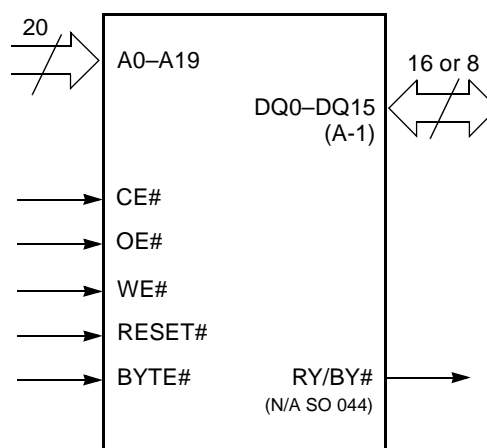 20
A0–A19
16 or 8
DQ0–DQ15
(A-1)
CE#
OE#
WE#
RESET#
BYTE#
RY/BY#
(N/A SO 044)